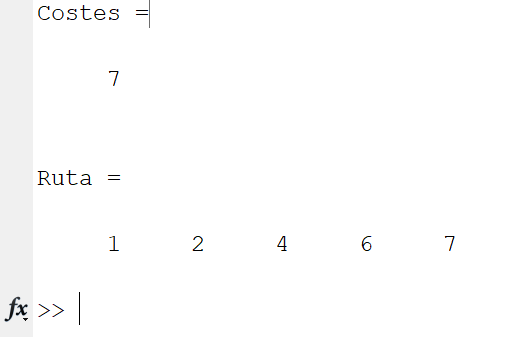 Costes =
7
Ruta =
1 2 4 6 7
fx >>